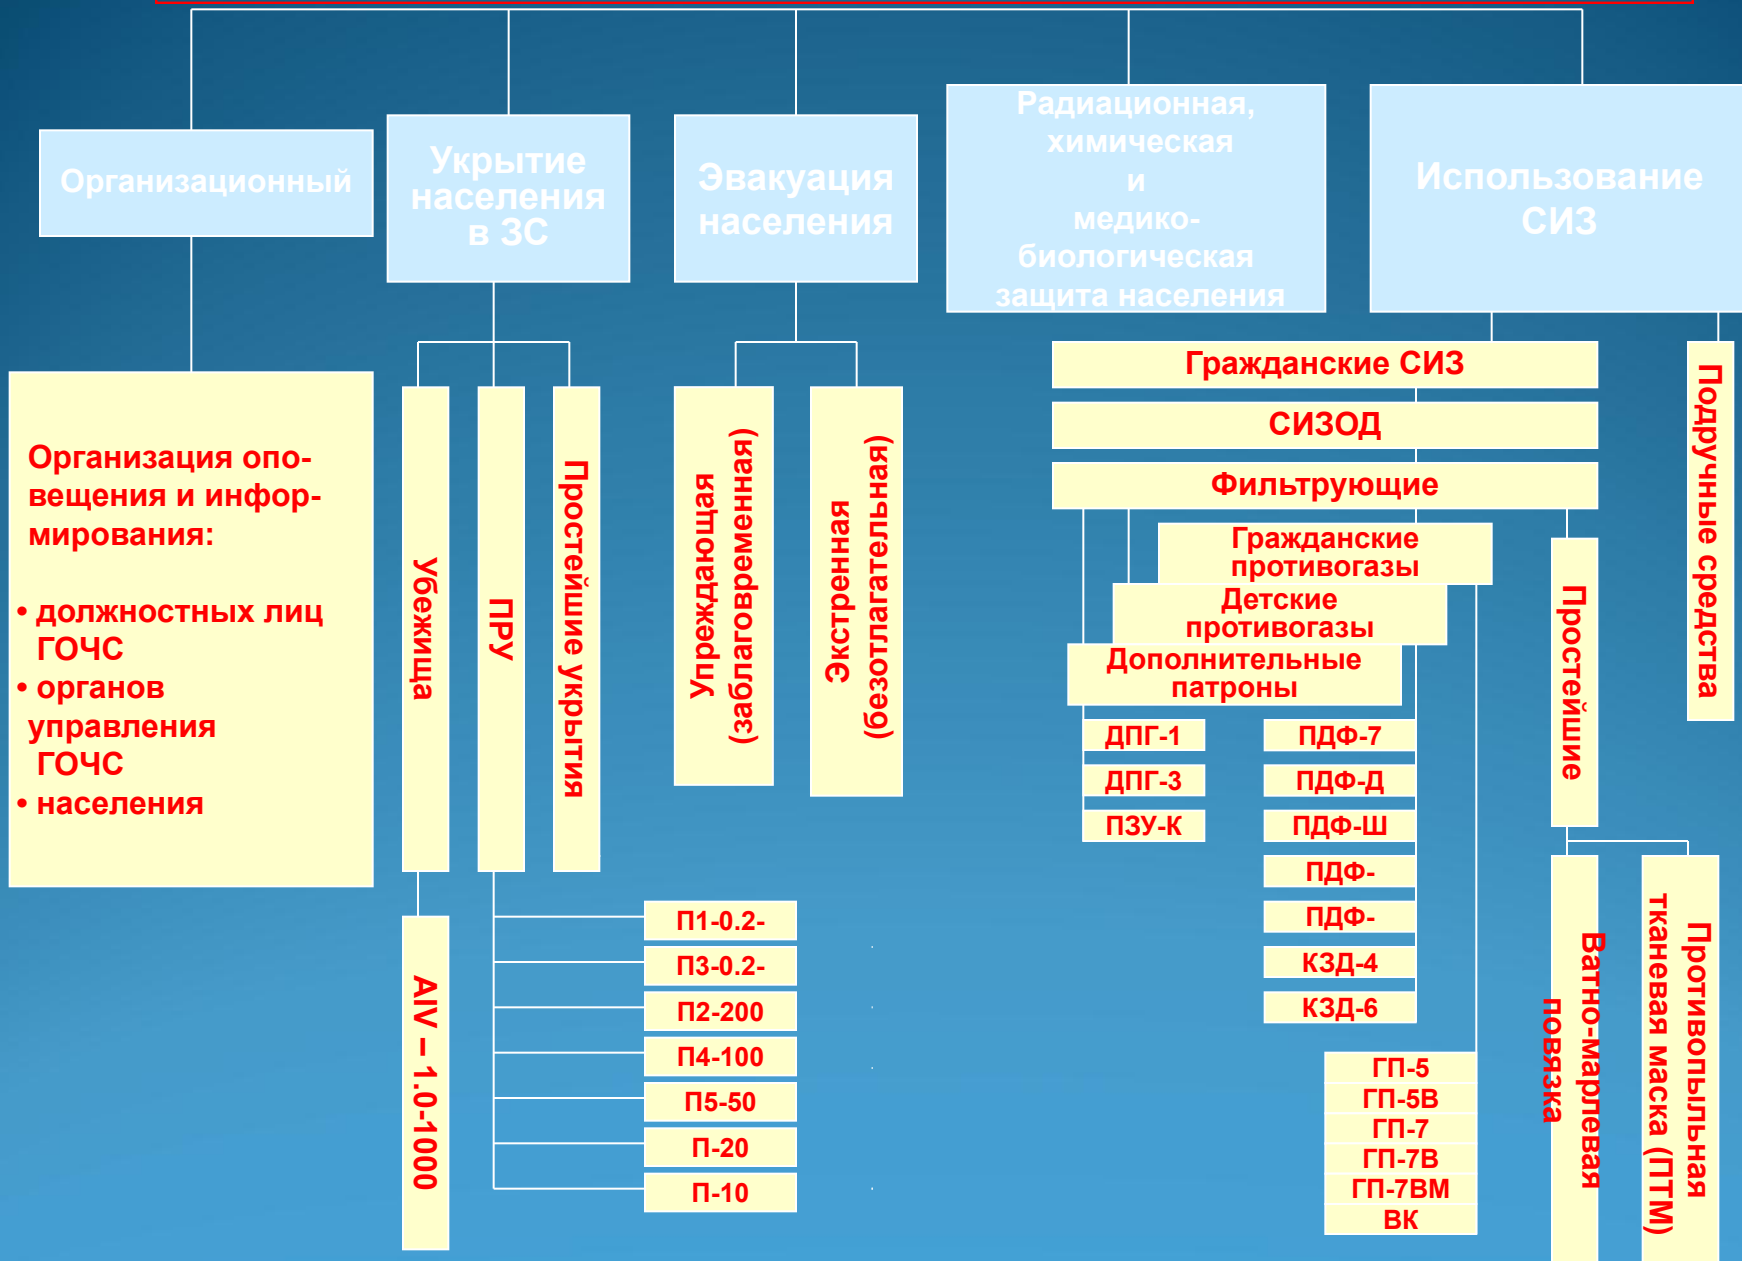 Организационный
Укрытие
населения
в ЗС
Эвакуация
населения
Радиационная,
химическая
и
медико-
биологическая
защита населения
Использование
СИЗ
Организация опо-
вещения и инфор-
мирования:
• должностных лиц
ГОЧС
• органов
управления
ГОЧС
• населения
Убежища
ПРУ
Простейшие укрытия
AIV – 1.0-1000
П1-0.2-
П3-0.2-
П2-200
П4-100
П5-50
П-20
П-10
Упреждающая
(заблаговременная)
Экстренная
(безотлагательная)
Гражданские СИЗ
СИЗОД
Фильтрующие
Гражданские
противогазы
Детские
противогазы
Дополнительные
патроны
ДПГ-1
ДПГ-3
ПЗУ-К
ПДФ-7
ПДФ-Д
ПДФ-Ш
ПДФ-
ПДФ-
КЗД-4
КЗД-6
ГП-5
ГП-5В
ГП-7
ГП-7В
ГП-7ВМ
ВК
Простейшие
Ватно-марлевая
повязка
Противопыльная
тканевая маска (ПТМ)
Подручные средства